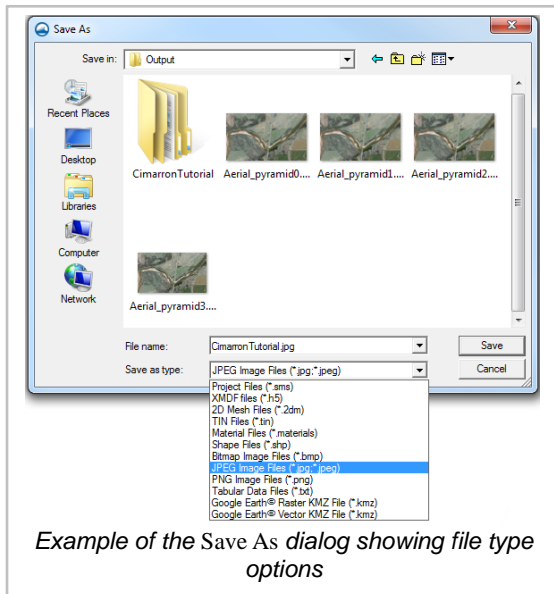 Save As
Save in:
Output
Recent Places
Desktop
Libraries
Computer
Network
CimarronTutorial
Aerial_pyramid0....
Aerial_pyramid1....
Aerial_pyramid2....
Aerial_pyramid3....
File name:
CimarronTutorial.jpg
Save
Save as type:
JPEG Image Files (*.jpg;*.jpeg)
Cancel
Project Files (*.sms)
XMDF files (*.h5)
2D Mesh Files (*.2dm)
TIN Files (*.tin)
Material Files (*.materials)
Shape Files (*.shp)
Bitmap Image Files (*.bmp)
JPEG Image Files (*.jpg;*.jpeg)
PNG Image Files (*.png)
Tabular Data Files (*.txt)
Google Earth® Raster KMZ File (*.kmz)
Google Earth® Vector KMZ File (*.kmz)
Example of the Save As dialog showing file type
options